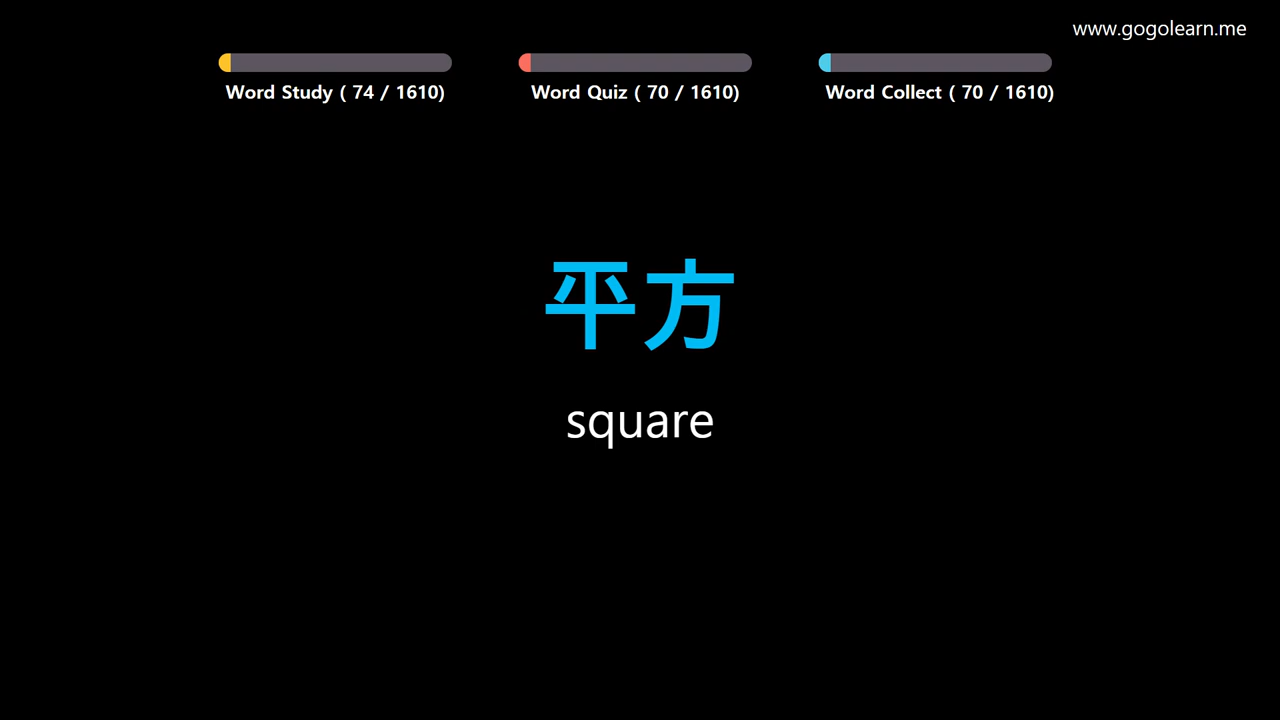 www.gogolearn.me
Word Study ( 74 / 1610)
Word Quiz ( 70 / 1610)
Word Collect ( 70 / 1610)
平方
square